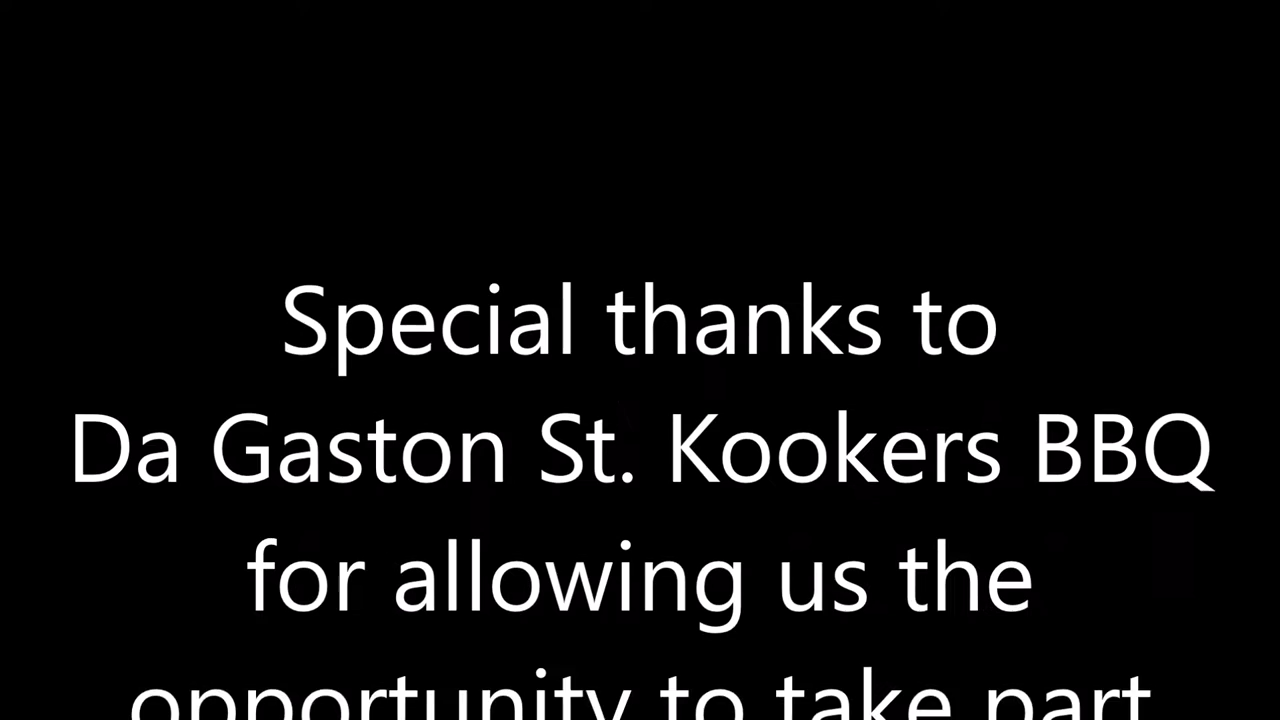 Special thanks to
Da Gaston St. Kookers BBQ
for allowing us the
opportunity to take part